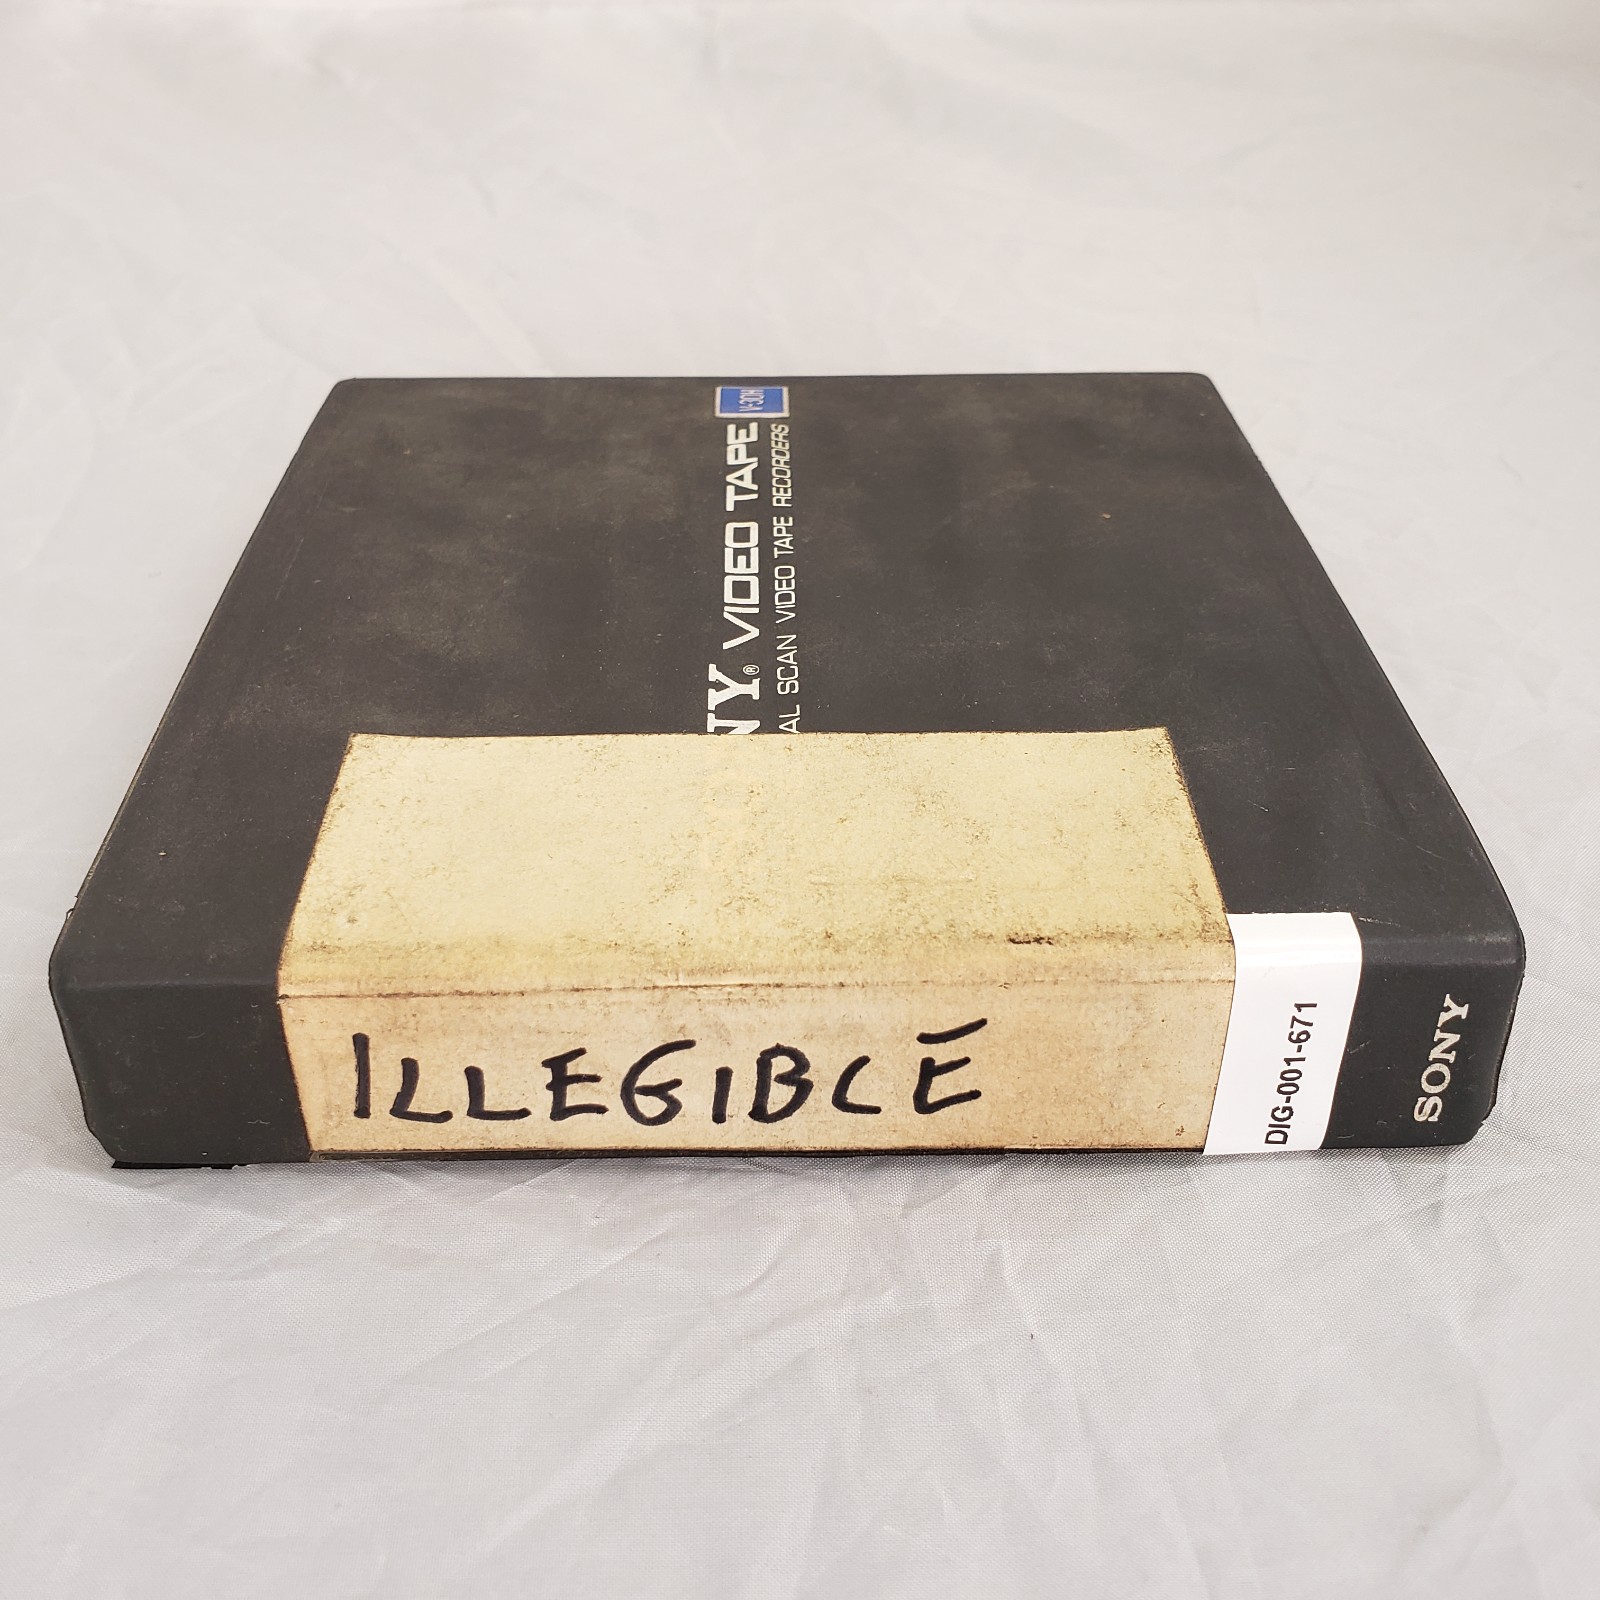 V-30H
NY® VIDEO TAPE
AL SCAN VIDEO TAPE RECORDERS
ILLEGIBLE
DIG-001-671
SONY